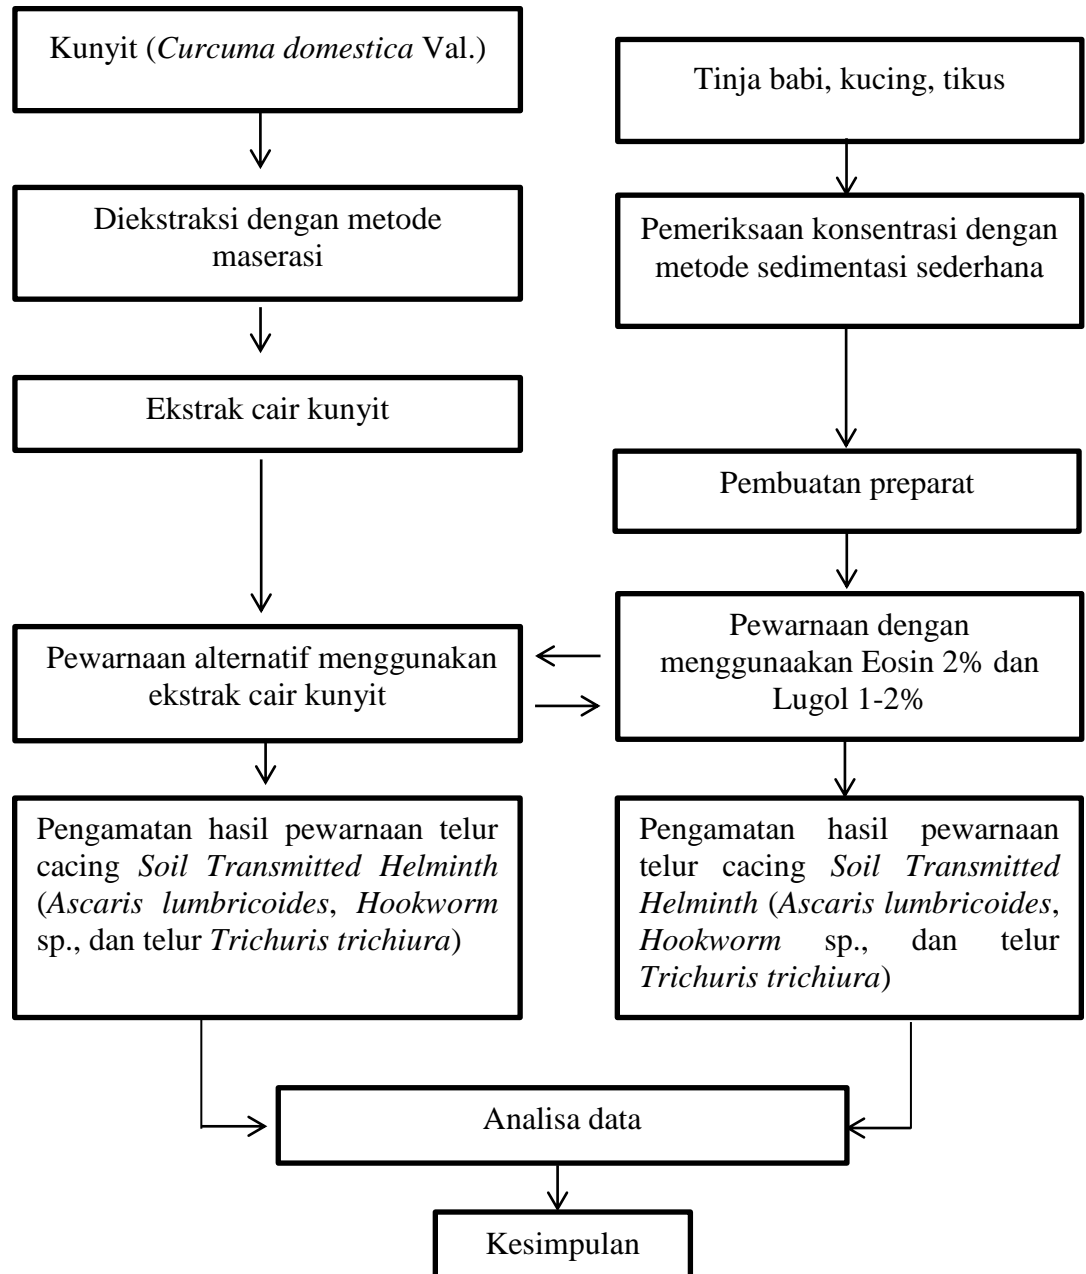 Kunyit (Curcuma domestica Val.)
Tinja babi, kucing, tikus
Diekstraksi dengan metode
maserasi
Pemeriksaan konsentrasi dengan
metode sedimentasi sederhana
Ekstrak cair kunyit
Pembuatan preparat
Pewarnaan alternatif menggunakan
ekstrak cair kunyit
Pewarnaan dengan
menggunaakan Eosin 2% dan
Lugol 1-2%
Pengamatan hasil pewarnaan telur
cacing Soil Transmitted Helminth
(Ascaris lumbricoides, Hookworm
sp., dan telur Trichuris trichiura)
Pengamatan hasil pewarnaan
telur cacing Soil Transmitted
Helminth (Ascaris lumbricoides,
Hookworm sp., dan telur
Trichuris trichiura)
Analisa data
Kesimpulan